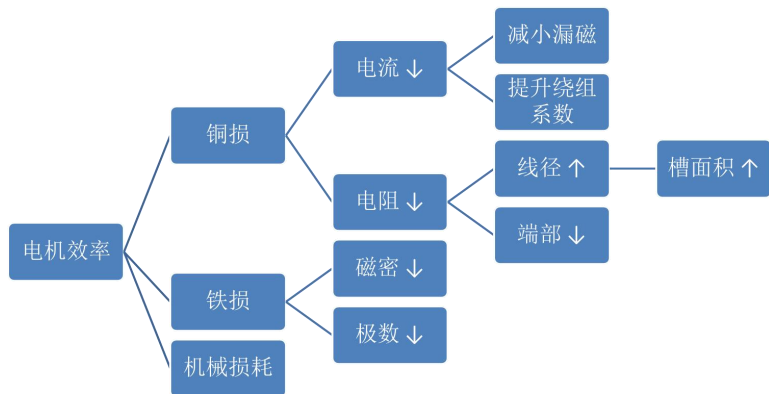 电机效率
铜损
电流↓
减小漏磁
提升绕组
系数
电阻↓
线径↑
槽面积↑
端部↓
铁损
磁密↓
极数↓
机械损耗